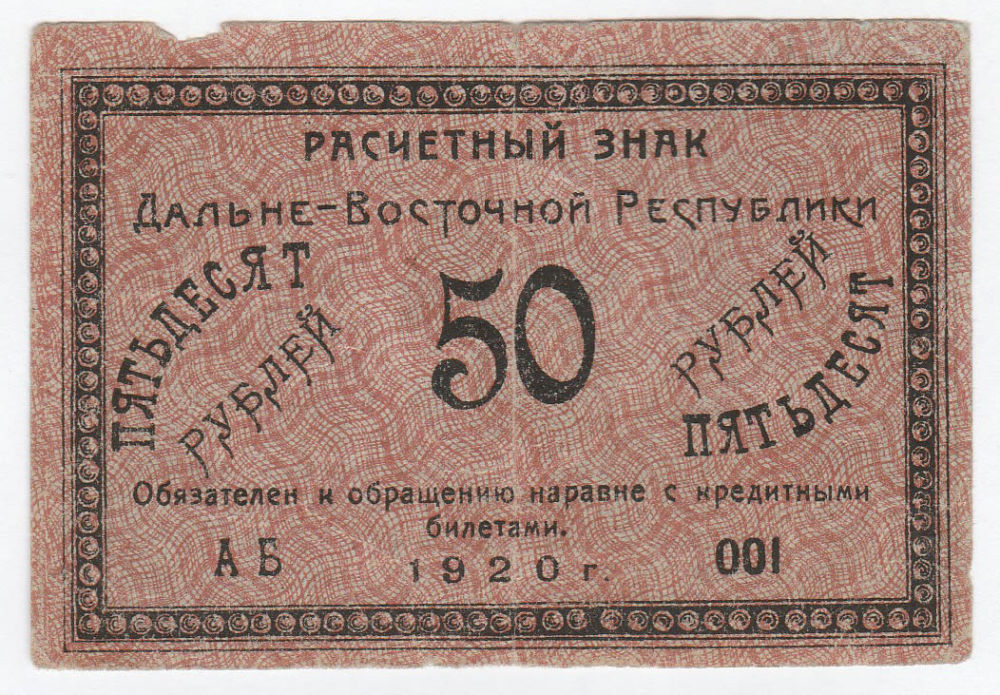 РАСЧЕТНЫЙ ЗНАК
ДАЛЬНЕ-ВОСТОЧНОЙ РЕСПУБЛИКИ
ПЯТЬДЕСЯТ
РУБЛЕЙ
50
РУБЛЕЙ
ПЯТЬДЕСЯТ
Обязателен к обращению наравне с кредитными
билетами.
АБ
1920 г.
001